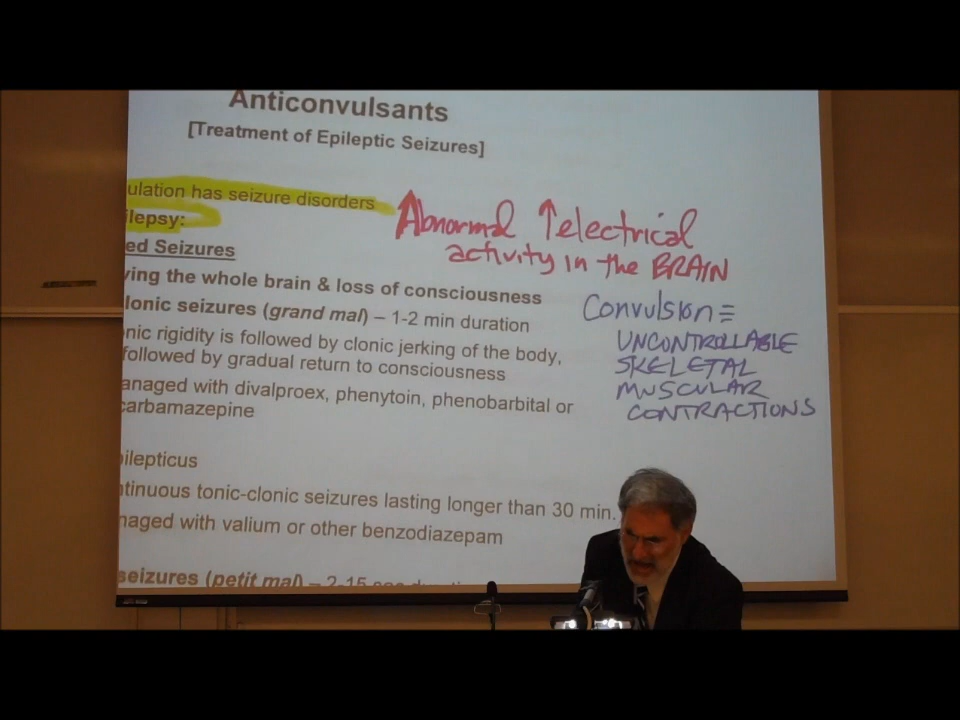 Anticonvulsants
[Treatment of Epileptic Seizures]
ulation has seizure disorders
ilepsy:
ed Seizures
ving the whole brain & loss of consciousness
lonic seizures (grand mal) – 1-2 min duration
nic rigidity is followed by clonic jerking of the body,
followed by gradual return to consciousness
anaged with divalproex, phenytoin, phenobarbital or
carbamazepine
ilepticus
ntinuous tonic-clonic seizures lasting longer than 30 min.
naged with valium or other benzodiazepam
seizures (petit mal) – 2-15 sec
↑Abnormal ↑electrical
activity in the BRAIN
Convulsion ≡
UNCONTROLLABLE
SKELETAL
MUSCULAR
CONTRACTIONS